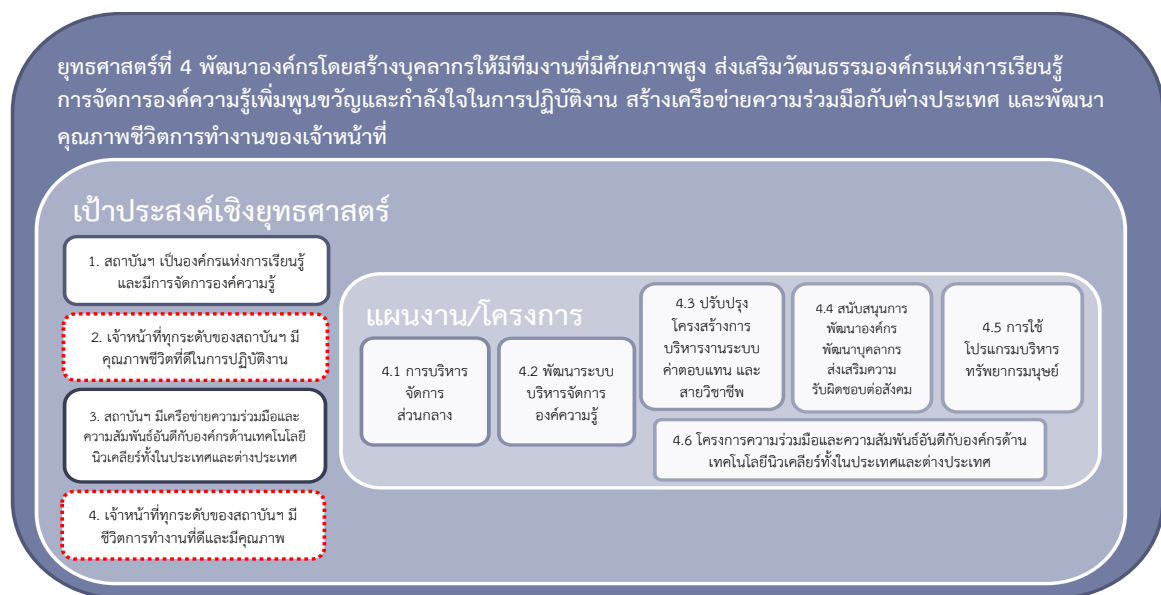 ยุทธศาสตร์ที่ 4 พัฒนาองค์กรโดยสร้างบุคลากรให้มีทีมงานที่มีศักยภาพสูง ส่งเสริมวัฒนธรรมองค์กรแห่งการเรียนรู้
การจัดการองค์ความรู้เพิ่มพูนขวัญและกำลังใจในการปฏิบัติงาน สร้างเครือข่ายความร่วมมือกับต่างประเทศ และพัฒนา
คุณภาพชีวิตการทำงานของเจ้าหน้าที่
เป้าประสงค์เชิงยุทธศาสตร์
1. สถาบันฯ เป็นองค์กรแห่งการเรียนรู้
และมีการจัดการองค์ความรู้
2. เจ้าหน้าที่ทุกระดับของสถาบันฯ มี
คุณภาพชีวิตที่ดีในการปฏิบัติงาน
3. สถาบันฯ มีเครือข่ายความร่วมมือและ
ความสัมพันธ์อันดีกับองค์กรด้านเทคโนโลยี
นิวเคลียร์ทั้งในประเทศและต่างประเทศ
4. เจ้าหน้าที่ทุกระดับของสถาบันฯ มี
ชีวิตการทำงานที่ดีและมีคุณภาพ
แผนงาน/โครงการ
4.1 การบริหาร
จัดการ
ส่วนกลาง
4.2 พัฒนาระบบ
บริหารจัดการ
องค์ความรู้
4.3 ปรับปรุง
โครงสร้างการ
บริหารงานระบบ
ค่าตอบแทน และ
สายวิชาชีพ
4.4 สนับสนุนการ
พัฒนาองค์กร
พัฒนาบุคลากร
ส่งเสริมความ
รับผิดชอบต่อสังคม
4.5 การใช้
โปรแกรมบริหาร
ทรัพยากรมนุษย์
4.6 โครงการความร่วมมือและความสัมพันธ์อันดีกับองค์กรด้าน
เทคโนโลยีนิวเคลียร์ทั้งในประเทศและต่างประเทศ